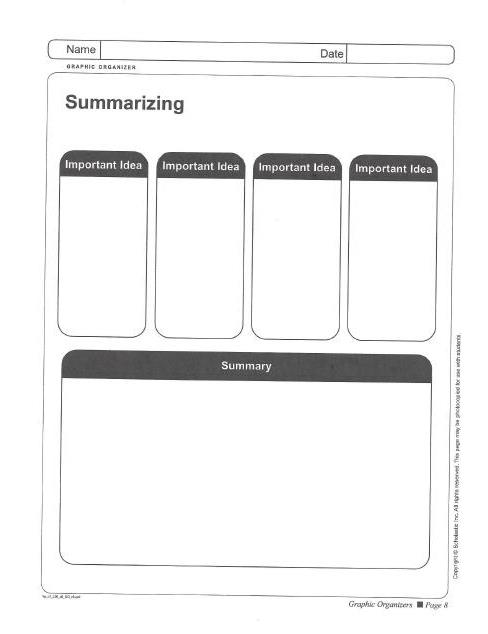 Name
Date
GRAPHIC ORGANIZER
Summarizing
Important Idea
Important Idea
Important Idea
Important Idea
Summary
Copyright © Scholastic Inc. All rights reserved. This page may be photocopied for use with students.
Graphic Organizers ■ Page 8